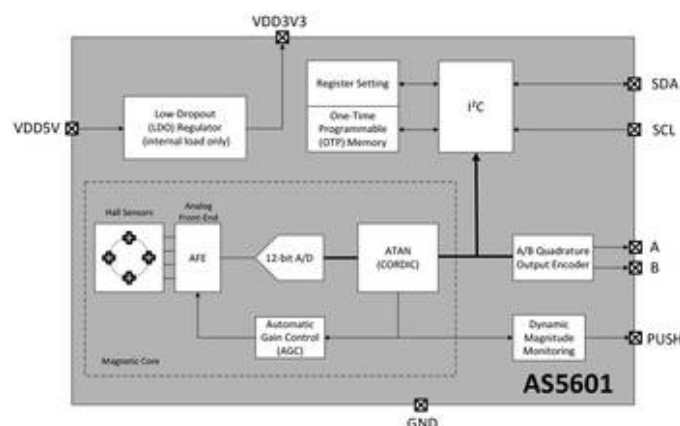 VDD3V3
VDD5V
Low-Dropout
(LDO) Regulator
(internal load only)
Register Setting
One-Time
Programmable
(OTP) Memory
I²C
SDA
SCL
Hall Sensors
Analog
Front-End
AFE
12-bit A/D
ATAN
(CORDIC)
A/B Quadrature
Output Encoder
A
B
Automatic
Gain Control
(AGC)
Dynamic
Magnitude
Monitoring
PUSH
Magnetic Core
AS5601
GND